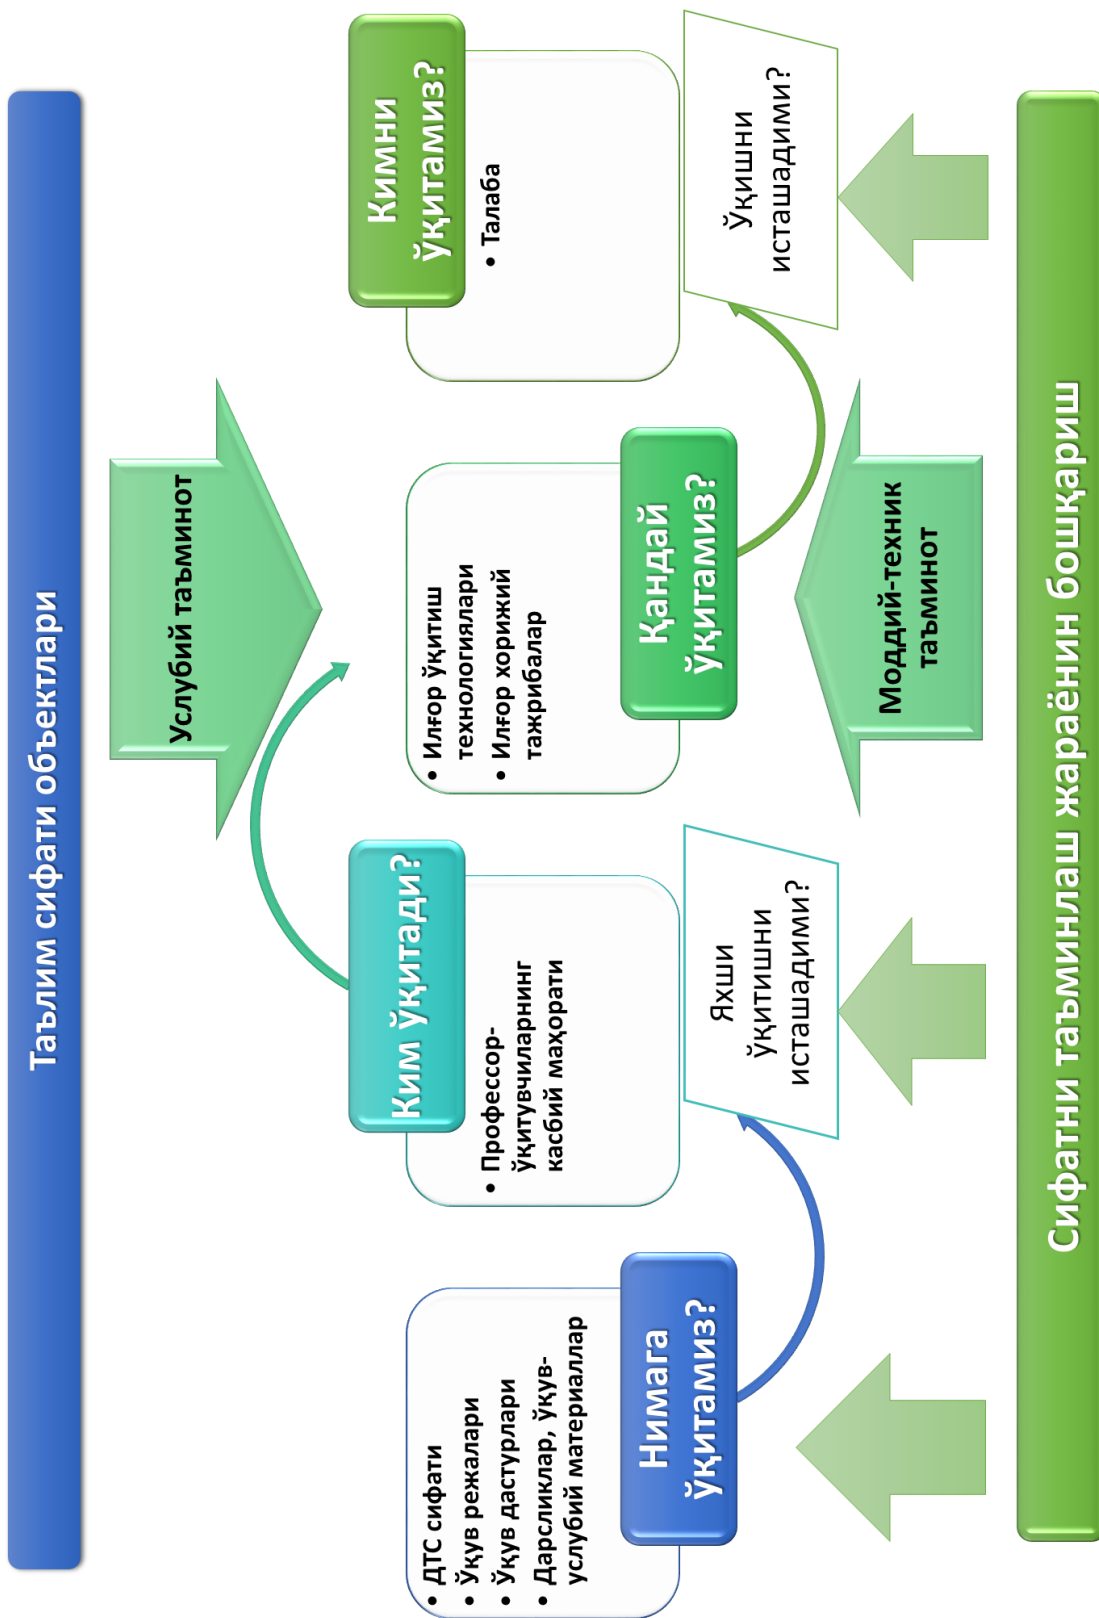 Таълим сифати объектлари
Услубий таъминот
• ДТС сифати
• Ўқув режалари
• Ўқув дастурлари
• Дарсликлар, ўқув-
услубий материаллар
Нимага
ўқитамиз?
Ким ўқитади?
• Профессор-
ўқитувчиларнинг
касбий маҳорати
Яхши
ўқитишни
исташадими?
• Илғор ўқитиш
технологиялари
• Илғор хорижий
тажрибалар
Қандай
ўқитамиз?
Кимни
ўқитамиз?
• Талаба
Ўқишни
исташадими?
Моддий-техник
таъминот
Сифатни таъминлаш жараёнин бошқариш